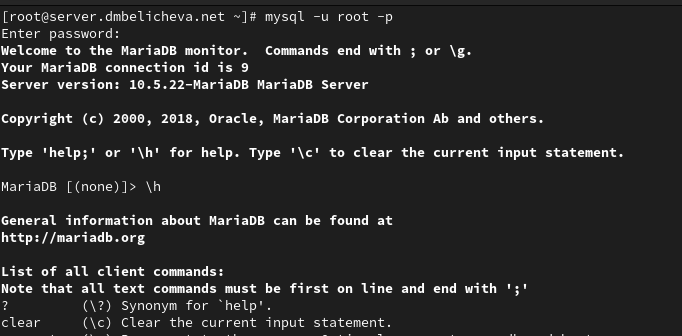 [root@server.dmbelicheva.net ~]# mysql -u root -p
Enter password:
Welcome to the MariaDB monitor.  Commands end with ; or \g.
Your MariaDB connection id is 9
Server version: 10.5.22-MariaDB MariaDB Server
Copyright (c) 2000, 2018, Oracle, MariaDB Corporation Ab and others.
Type 'help;' or '\h' for help. Type '\c' to clear the current input statement.
MariaDB [(none)]> \h
General information about MariaDB can be found at
http://mariadb.org
List of all client commands:
Note that all text commands must be first on line and end with ';'
?         (\?) Synonym for `help'.
clear     (\c) Clear the current input statement.